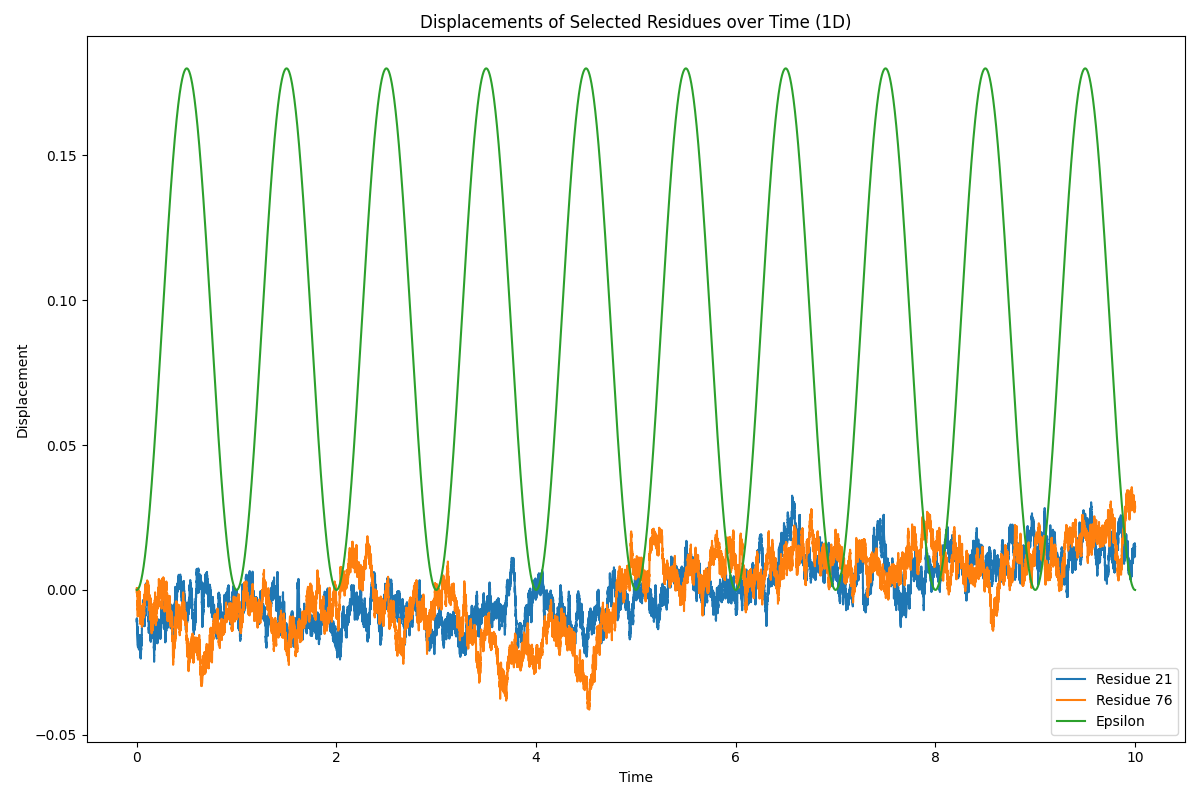 Displacements of Selected Residues over Time (1D)
Displacement
0.15
0.10
0.05
0.00
−0.05
0
2
4
6
8
10
Time
Residue 21
Residue 76
Epsilon